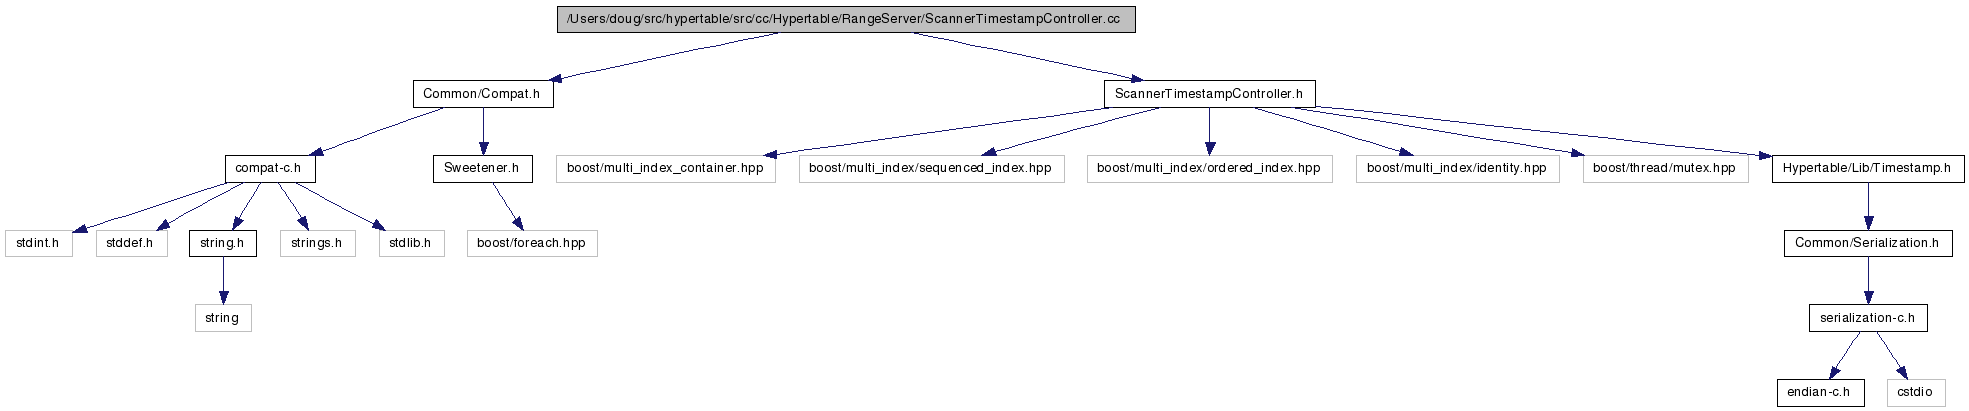 /Users/doug/src/hypertable/src/cc/Hypertable/RangeServer/ScannerTimestampController.cc
Common/Compat.h
ScannerTimestampController.h
compat-c.h
Sweetener.h
boost/multi_index_container.hpp
boost/multi_index/sequenced_index.hpp
boost/multi_index/ordered_index.hpp
boost/multi_index/identity.hpp
boost/thread/mutex.hpp
Hypertable/Lib/Timestamp.h
stdint.h
stddef.h
string.h
strings.h
stdlib.h
boost/foreach.hpp
Common/Serialization.h
string
serialization-c.h
endian-c.h
cstdio